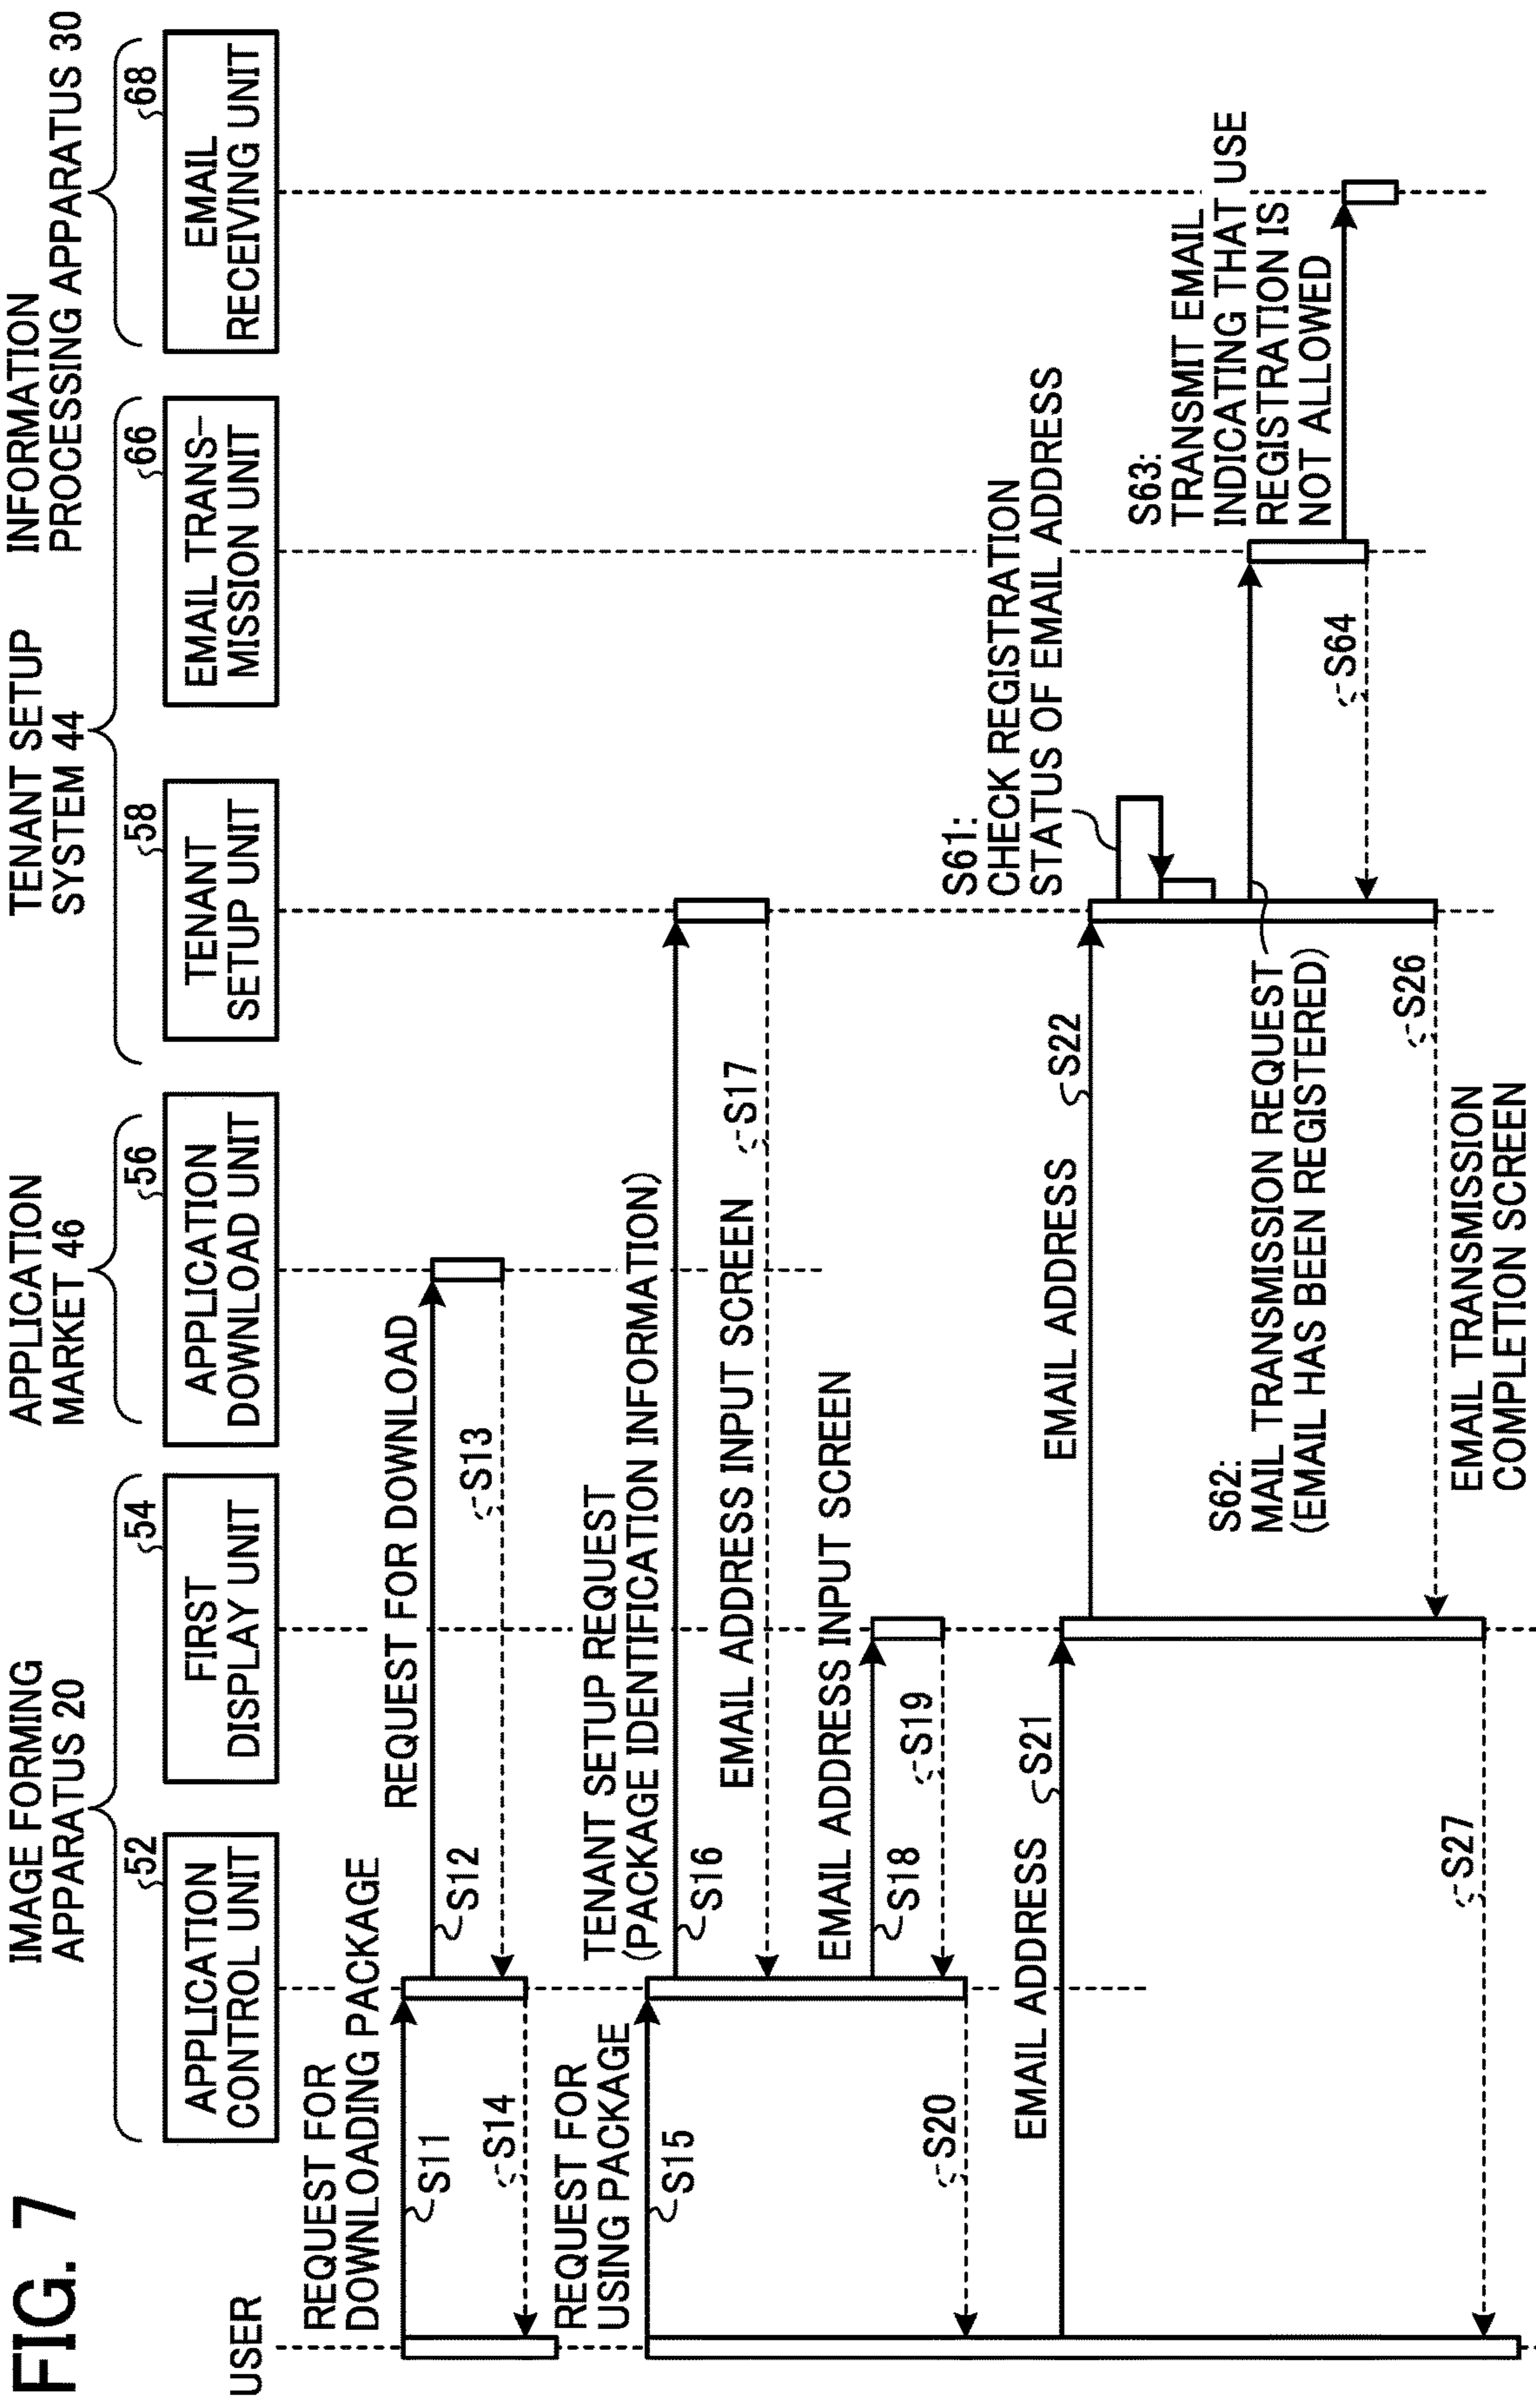 FIG. 7
USER
IMAGE FORMING
APPARATUS 20
APPLICATION
MARKET 46
TENANT SETUP
SYSTEM 44
INFORMATION
PROCESSING APPARATUS 30
52
APPLICATION
CONTROL UNIT
54
FIRST
DISPLAY UNIT
56
APPLICATION
DOWNLOAD UNIT
58
TENANT
SETUP UNIT
66
EMAIL TRANS-
MISSION UNIT
68
EMAIL
RECEIVING UNIT
REQUEST FOR
DOWNLOADING PACKAGE
S11
REQUEST FOR DOWNLOAD
S12
S13
S14
REQUEST FOR
USING PACKAGE
S15
TENANT SETUP REQUEST
(PACKAGE IDENTIFICATION INFORMATION)
S16
EMAIL ADDRESS INPUT SCREEN
S17
EMAIL ADDRESS INPUT SCREEN
S18
S19
S20
EMAIL ADDRESS
S21
EMAIL ADDRESS
S22
S61:
CHECK REGISTRATION
STATUS OF EMAIL ADDRESS
S62:
MAIL TRANSMISSION REQUEST
(EMAIL HAS BEEN REGISTERED)
S63:
TRANSMIT EMAIL
INDICATING THAT USE
REGISTRATION IS
NOT ALLOWED
S64
S26
EMAIL TRANSMISSION
COMPLETION SCREEN
S27